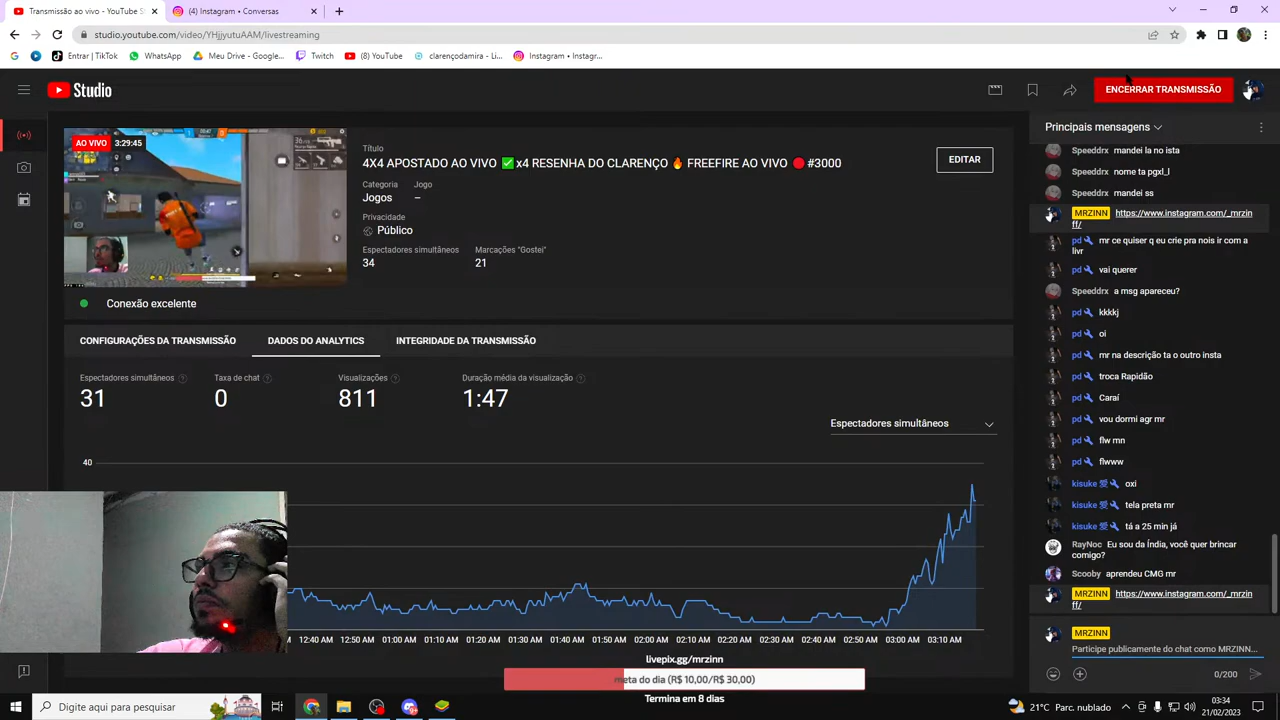 Transmissão ao vivo - YouTube S
(4) Instagram • Conversas
studio.youtube.com/video/YHjjyutuAAM/livestreaming
Entrar | TikTok
WhatsApp
Meu Drive - Google...
Twitch
(8) YouTube
clarençodamira - Li...
Instagram • Instagr...
Studio
ENCERRAR TRANSMISSÃO
AO VIVO
3:29:45
Título
4X4 APOSTADO AO VIVO ✅ x4 RESENHA DO CLARENÇO 🔥 FREEFIRE AO VIVO 🔴 #3000
EDITAR
Categoria
Jogo
Jogos
–
Privacidade
Público
Espectadores simultâneos
Marcações "Gostei"
34
21
Conexão excelente
CONFIGURAÇÕES DA TRANSMISSÃO
DADOS DO ANALYTICS
INTEGRIDADE DA TRANSMISSÃO
Espectadores simultâneos
Taxa de chat
Visualizações
Duração média da visualização
31
0
811
1:47
Espectadores simultâneos
40
M
12:40 AM
12:50 AM
01:00 AM
01:10 AM
01:20 AM
01:30 AM
01:40 AM
01:50 AM
02:00 AM
02:10 AM
02:20 AM
02:30 AM
02:40 AM
02:50 AM
03:00 AM
03:10 AM
livepix.gg/mrzinn
meta do dia (R$ 10,00/R$ 30,00)
Termina em 8 dias
Principais mensagens
Speeddrx mandei la no ista
Speeddrx nome ta pgxl_l
Speeddrx mandei ss
MRZINN https://www.instagram.com/_mrzin
ff/
pd mr ce quiser q eu crie pra nois ir com a
livr
pd vai querer
Speeddrx a msg apareceu?
pd kkkkj
pd oi
pd mr na descrição ta o outro insta
pd troca Rapidão
pd Caraí
pd vou dormi agr mr
pd flw mn
pd flwww
kisuke 愛 oxi
kisuke 愛 tela preta mr
kisuke 愛 tá a 25 min já
RayNoc Eu sou da Índia, você quer brincar
comigo?
Scooby aprendeu CMG mr
MRZINN https://www.instagram.com/_mrzin
ff/
MRZINN
Participe publicamente do chat como MRZINN...
0/200
Digite aqui para pesquisar
21°C Parc. nublado
03:34
21/02/2023